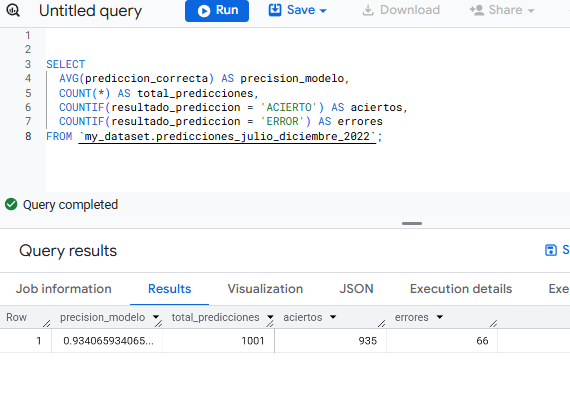 Untitled query
Run
Save
Download
Share
1
2
3 SELECT
4 AVG(prediccion_correcta) AS precision_modelo,
5 COUNT(*) AS total_predicciones,
6 COUNTIF(resultado_prediccion = 'ACIERTO') AS aciertos,
7 COUNTIF(resultado_prediccion = 'ERROR') AS errores
8 FROM `my_dataset.predicciones_julio_diciembre_2022`;
Query completed
Query results
S
Job information
Results
Visualization
JSON
Execution details
Exe
Row precision_modelo total_predicciones aciertos errores
1 0.934065934065... 1001 935 66